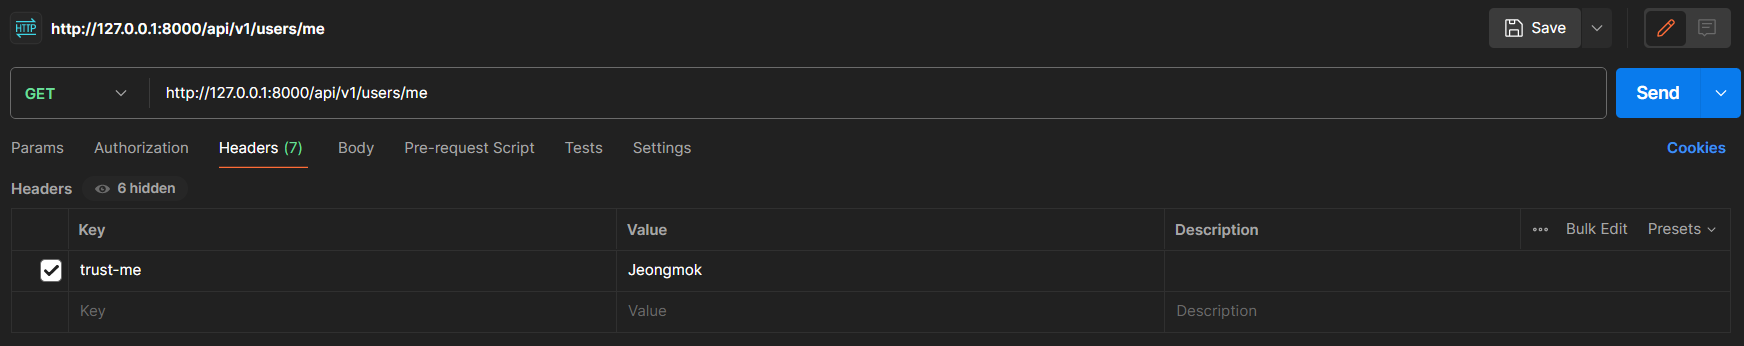 HTTP http://127.0.0.1:8000/api/v1/users/me Save
GET http://127.0.0.1:8000/api/v1/users/me Send
Params Authorization Headers (7) Body Pre-request Script Tests Settings Cookies
Headers 6 hidden
Key Value Description Bulk Edit Presets
trust-me Jeongmok
Key Value Description